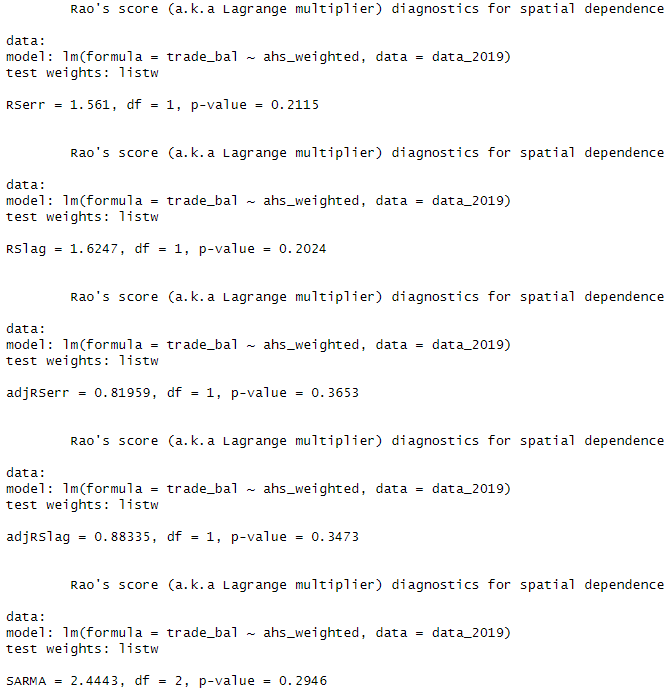 Rao's score (a.k.a Lagrange multiplier) diagnostics for spatial dependence
data:
model: lm(formula = trade_bal ~ ahs_weighted, data = data_2019)
test weights: listw
RSerr = 1.561, df = 1, p-value = 0.2115
Rao's score (a.k.a Lagrange multiplier) diagnostics for spatial dependence
data:
model: lm(formula = trade_bal ~ ahs_weighted, data = data_2019)
test weights: listw
RSlag = 1.6247, df = 1, p-value = 0.2024
Rao's score (a.k.a Lagrange multiplier) diagnostics for spatial dependence
data:
model: lm(formula = trade_bal ~ ahs_weighted, data = data_2019)
test weights: listw
adjRSerr = 0.81959, df = 1, p-value = 0.3653
Rao's score (a.k.a Lagrange multiplier) diagnostics for spatial dependence
data:
model: lm(formula = trade_bal ~ ahs_weighted, data = data_2019)
test weights: listw
adjRSlag = 0.88335, df = 1, p-value = 0.3473
Rao's score (a.k.a Lagrange multiplier) diagnostics for spatial dependence
data:
model: lm(formula = trade_bal ~ ahs_weighted, data = data_2019)
test weights: listw
SARMA = 2.4443, df = 2, p-value = 0.2946